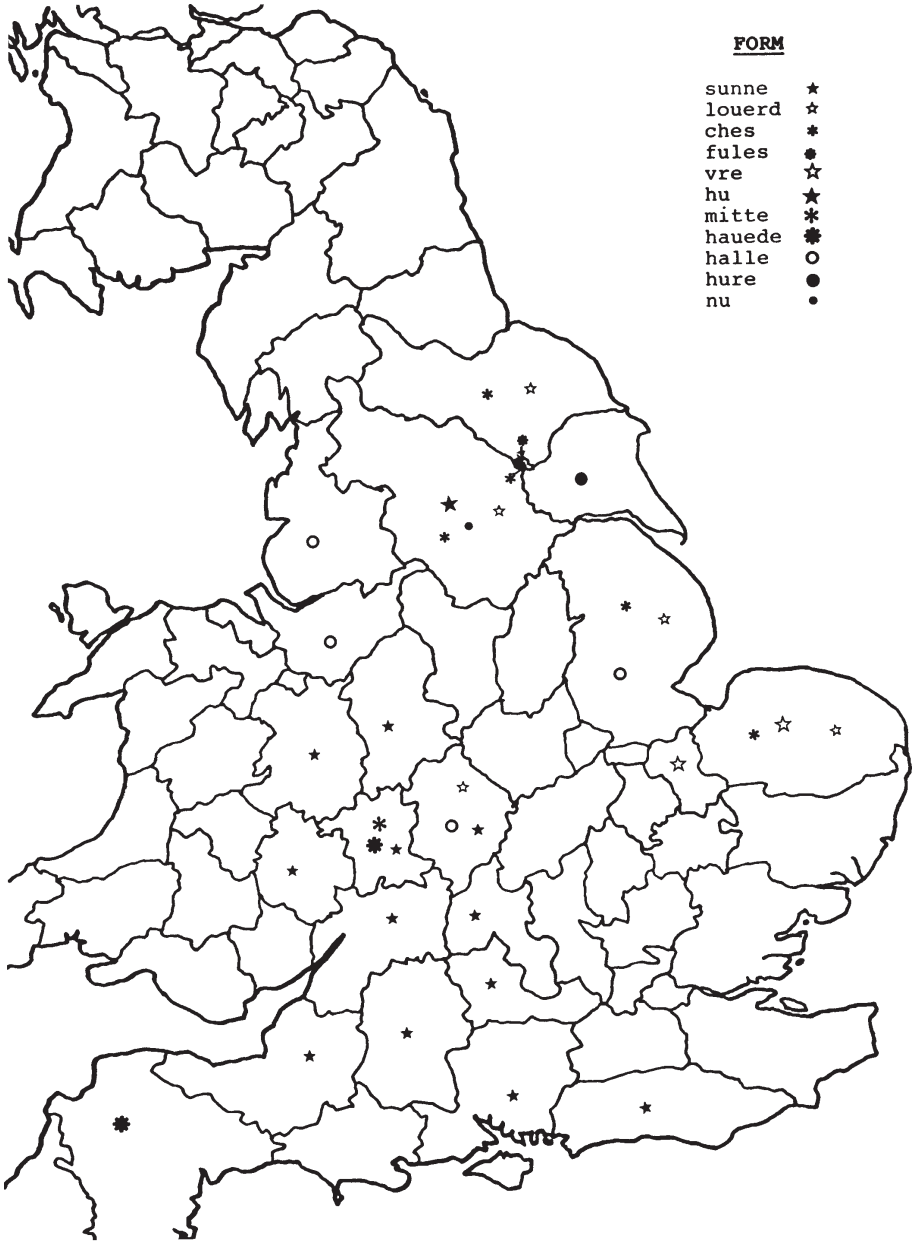 FORM
sunne ★
louerd ☆
ches *
fules ✹
vre ☆
hu ★
mitte *
hauede ✹
halle ○
hure ●
nu •